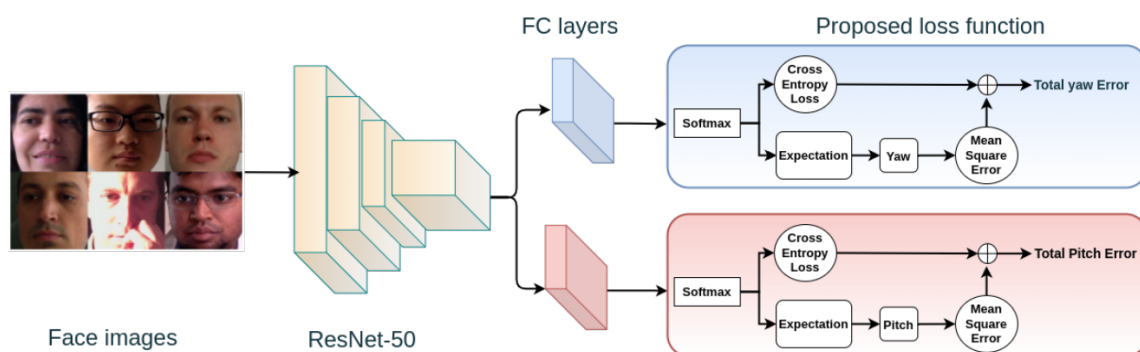 FC layers
Proposed loss function
Face images
ResNet-50
Softmax
Cross
Entropy
Loss
Expectation
Yaw
Mean
Square
Error
Total yaw Error
Softmax
Cross
Entropy
Loss
Expectation
Pitch
Mean
Square
Error
Total Pitch Error